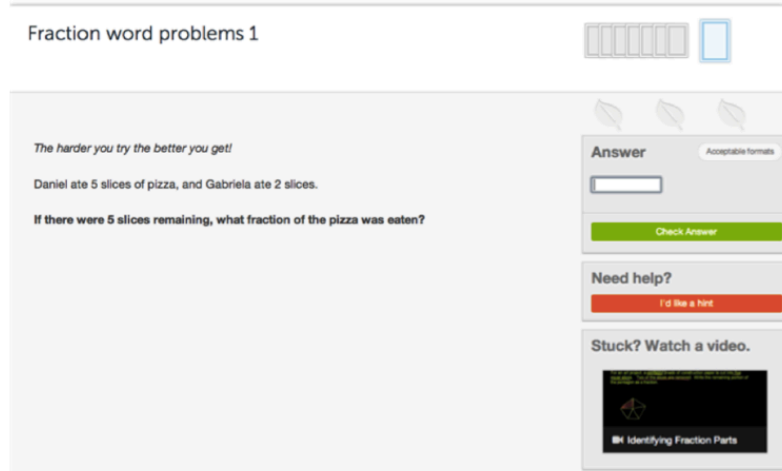 Fraction word problems 1
The harder you try the better you get!
Daniel ate 5 slices of pizza, and Gabriela ate 2 slices.
If there were 5 slices remaining, what fraction of the pizza was eaten?
Answer
Acceptable formats
Check Answer
Need help?
I'd like a hint
Stuck? Watch a video.
Identifying Fraction Parts